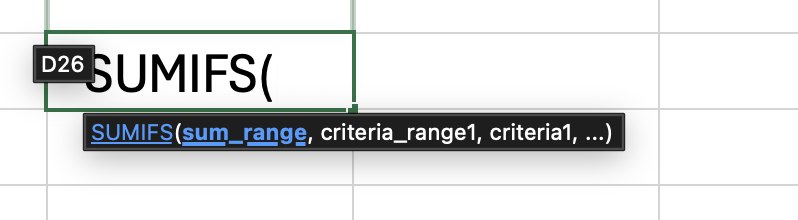 D26
SUMIFS(
SUMIFS(sum_range, criteria_range1, criteria1, ...)